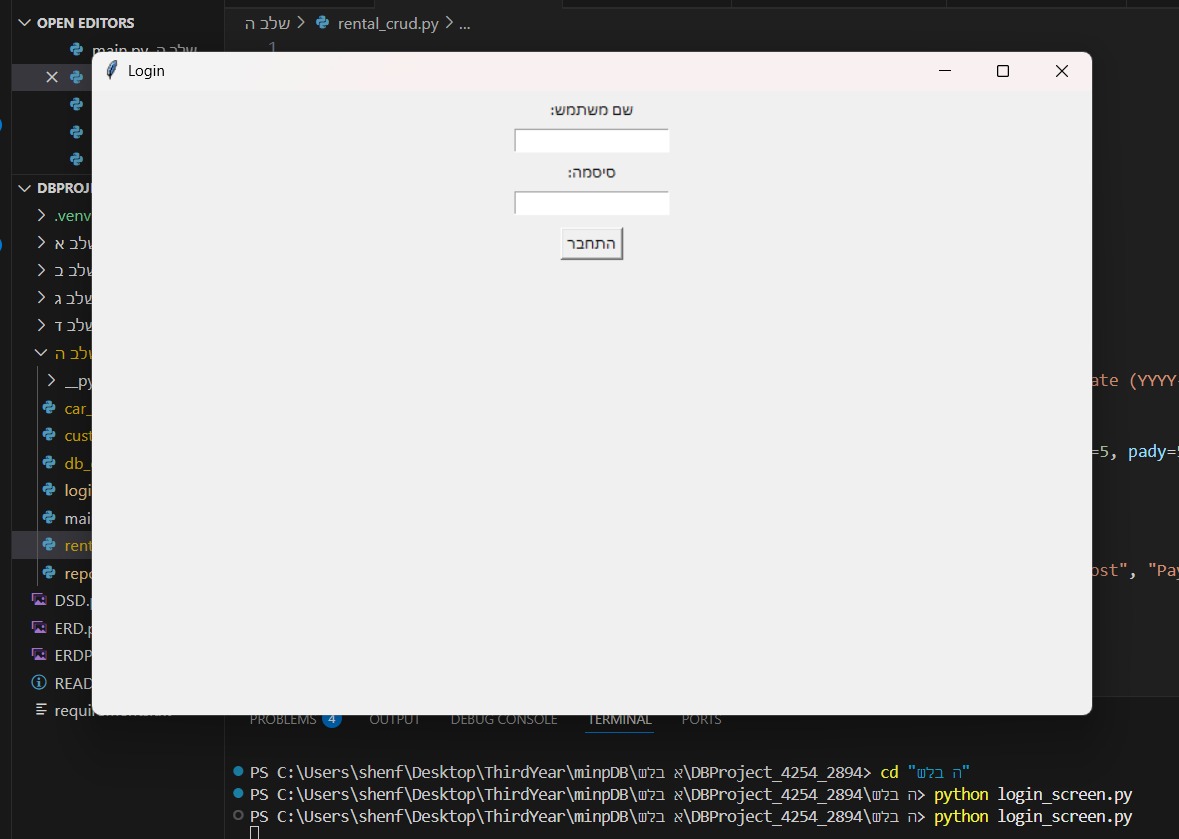 OPEN EDITORS
main.py שלב ה
שלב ה > rental_crud.py > ...
1
Login
שם משתמש:
סיסמה:
התחבר
DBPROJ
.venv
שלב א
שלב ב
שלב ג
שלב ד
שלב ה
__py
car_
cust
db_
logi
mai
rent
repo
DSD.
ERD.p
ERDP
READ
requi
ate (YYYY-
=5, pady=5
ost", "Pay
PROBLEMS 4 OUTPUT DEBUG CONSOLE TERMINAL PORTS
PS C:\Users\shenf\Desktop\ThirdYear\minpDB\שלב א\DBProject_4254_2894> cd "שלב ה"
PS C:\Users\shenf\Desktop\ThirdYear\minpDB\שלב א\DBProject_4254_2894\שלב ה> python login_screen.py
PS C:\Users\shenf\Desktop\ThirdYear\minpDB\שלב א\DBProject_4254_2894\שלב ה> python login_screen.py